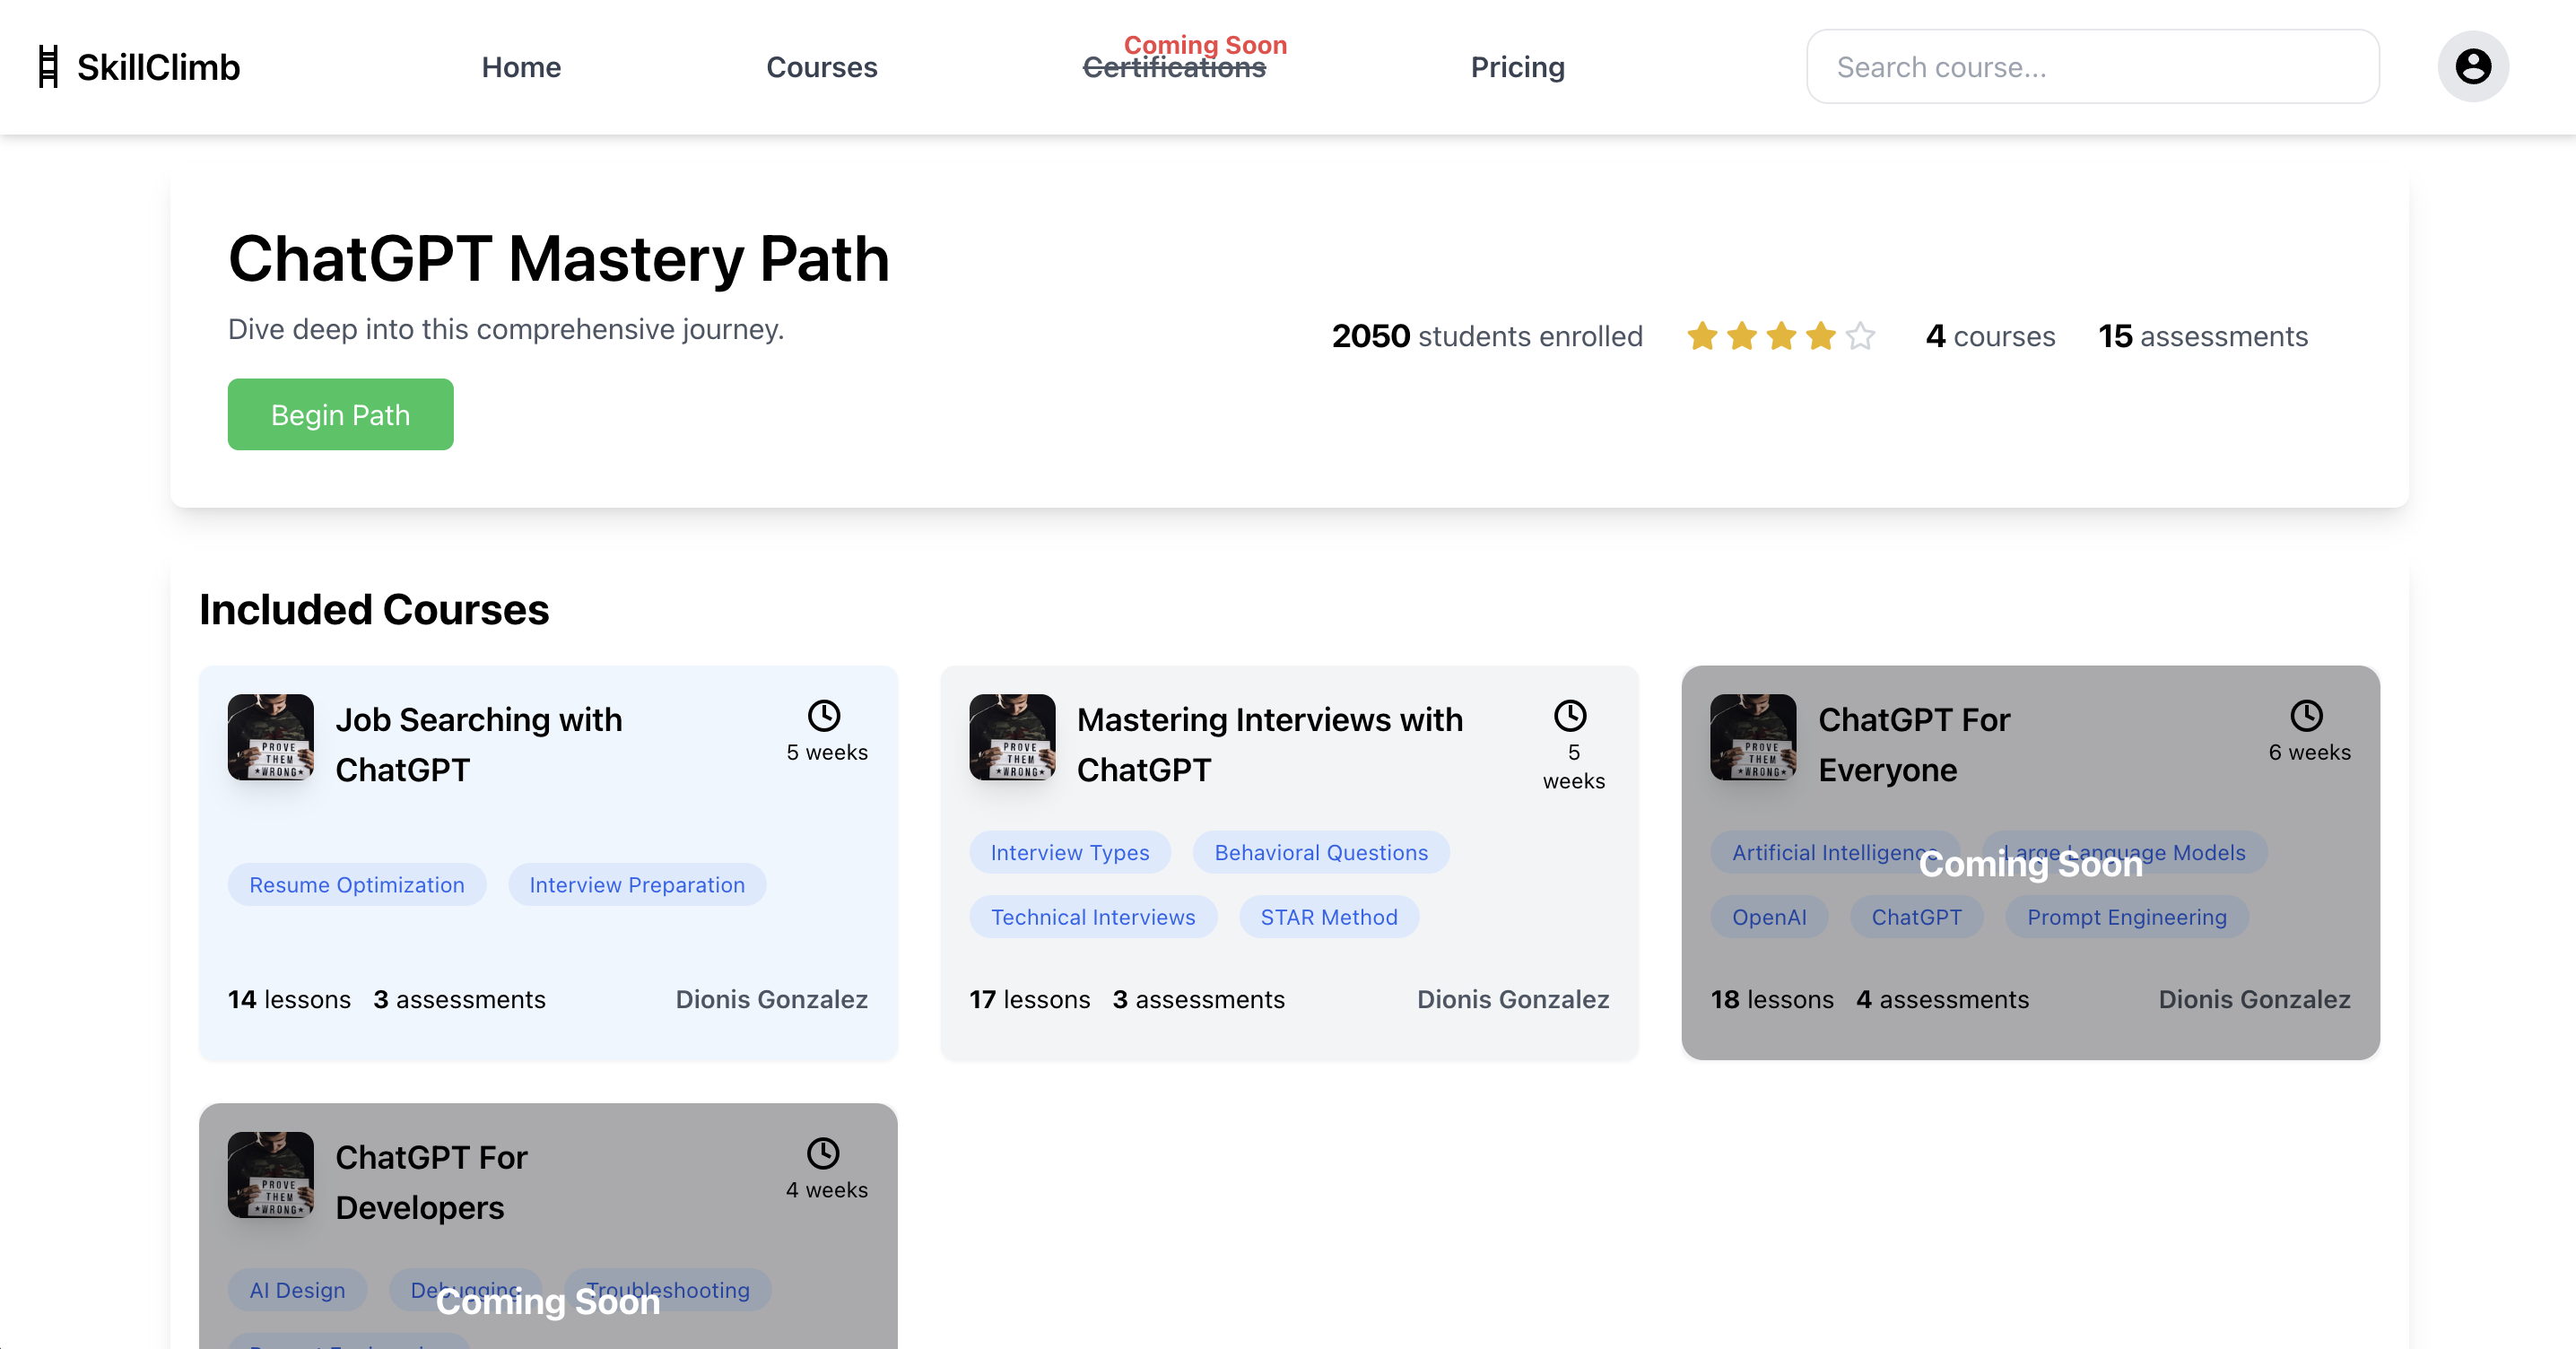 SkillClimb
Home
Courses
Coming Soon
Certifications
Pricing
Search course...
ChatGPT Mastery Path
Dive deep into this comprehensive journey.
2050 students enrolled
4 courses
15 assessments
Begin Path
Included Courses
PROVE
THEM
WRONG
Job Searching with
ChatGPT
5 weeks
Resume Optimization
Interview Preparation
14 lessons 3 assessments
Dionis Gonzalez
PROVE
THEM
WRONG
Mastering Interviews with
ChatGPT
5
weeks
Interview Types
Behavioral Questions
Technical Interviews
STAR Method
17 lessons 3 assessments
Dionis Gonzalez
PROVE
THEM
WRONG
ChatGPT For
Everyone
6 weeks
Artificial Intelligence
Large Language Models
Coming Soon
OpenAI
ChatGPT
Prompt Engineering
18 lessons 4 assessments
Dionis Gonzalez
PROVE
THEM
WRONG
ChatGPT For
Developers
4 weeks
AI Design
Debugging
Troubleshooting
Coming Soon